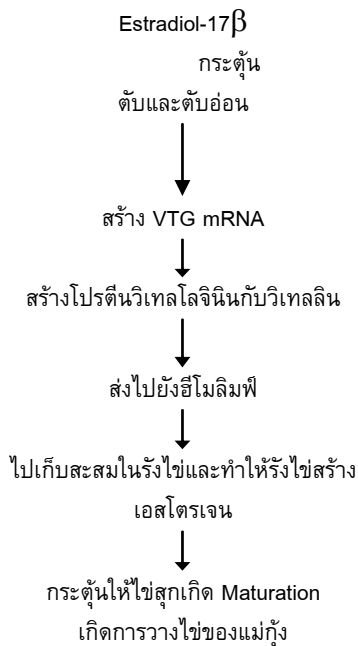 Estradiol-17β
กระตุ้น
ตับและตับอ่อน
สร้าง VTG mRNA
สร้างโปรตีนวิเทลโลจินินกับวิเทลลิน
ส่งไปยังฮีโมลิมฟ์
ไปเก็บสะสมในรังไข่และทำให้รังไข่สร้าง
เอสโตรเจน
กระตุ้นให้ไข่สุกเกิด Maturation
เกิดการวางไข่ของแม่กุ้ง